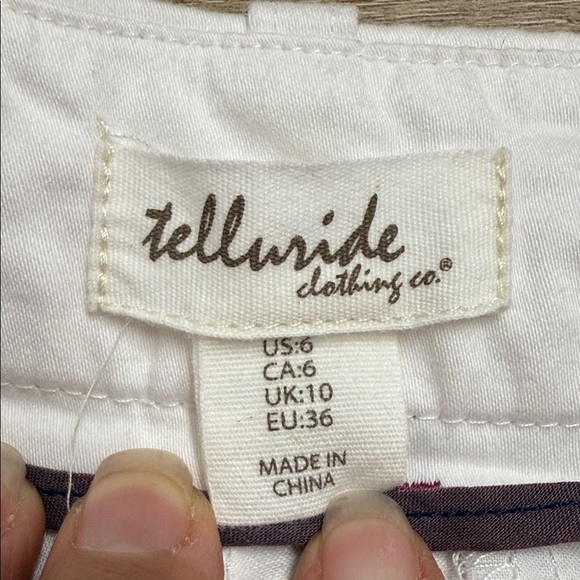 telluride
clothing co.®
US:6
CA:6
UK:10
EU:36
MADE IN
CHINA